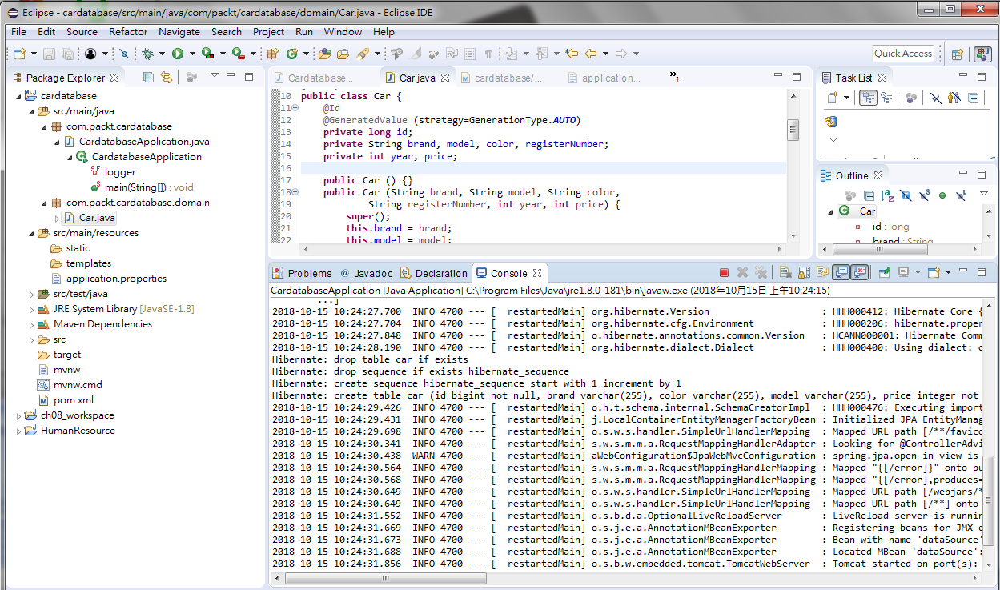 Eclipse - cardatabase/src/main/java/com/packt/cardatabase/domain/Car.java - Eclipse IDE
File Edit Source Refactor Navigate Search Project Run Window Help
Quick Access
Package Explorer
cardatabase
src/main/java
com.packt.cardatabase
CardatabaseApplication.java
CardatabaseApplication
logger
main(String[]) : void
com.packt.cardatabase.domain
Car.java
src/main/resources
static
templates
application.properties
src/test/java
JRE System Library [JavaSE-1.8]
Maven Dependencies
src
target
mvnw
mvnw.cmd
pom.xml
ch08_workspace
HumanResource
Cardatabase... Car.java cardatabase/... application... »1
10 public class Car {
11 @Id
12 @GeneratedValue (strategy=GenerationType.AUTO)
13 private long id;
14 private String brand, model, color, registerNumber;
15 private int year, price;
16
17 public Car () {}
18 public Car (String brand, String model, String color,
19 String registerNumber, int year, int price) {
20 super();
21 this.brand = brand;
22 this.model = model;
Task List
Outline
Car
id : long
brand : String
Problems @ Javadoc Declaration Console
CardatabaseApplication [Java Application] C:\Program Files\Java\jre1.8.0_181\bin\javaw.exe (2018年10月15日 上午10:24:15)
...]
2018-10-15 10:24:27.700 INFO 4700 --- [ restartedMain] org.hibernate.Version : HHH000412: Hibernate Core {
2018-10-15 10:24:27.704 INFO 4700 --- [ restartedMain] org.hibernate.cfg.Environment : HHH000206: hibernate.proper
2018-10-15 10:24:27.848 INFO 4700 --- [ restartedMain] o.hibernate.annotations.common.Version : HCANN000001: Hibernate Comm
2018-10-15 10:24:28.190 INFO 4700 --- [ restartedMain] org.hibernate.dialect.Dialect : HHH000400: Using dialect: o
Hibernate: drop table car if exists
Hibernate: drop sequence if exists hibernate_sequence
Hibernate: create sequence hibernate_sequence start with 1 increment by 1
Hibernate: create table car (id bigint not null, brand varchar(255), color varchar(255), model varchar(255), price integer not
2018-10-15 10:24:29.426 INFO 4700 --- [ restartedMain] o.h.t.schema.internal.SchemaCreatorImpl : HHH000476: Executing import
2018-10-15 10:24:29.431 INFO 4700 --- [ restartedMain] j.LocalContainerEntityManagerFactoryBean : Initialized JPA EntityManag
2018-10-15 10:24:29.698 INFO 4700 --- [ restartedMain] o.s.w.s.handler.SimpleUrlHandlerMapping : Mapped URL path [/**/favico
2018-10-15 10:24:30.341 INFO 4700 --- [ restartedMain] s.w.s.m.m.a.RequestMappingHandlerAdapter : Looking for @ControllerAdvi
2018-10-15 10:24:30.438 WARN 4700 --- [ restartedMain] aWebConfiguration$JpaWebMvcConfiguration : spring.jpa.open-in-view is
2018-10-15 10:24:30.564 INFO 4700 --- [ restartedMain] s.w.s.m.m.a.RequestMappingHandlerMapping : Mapped "{[/error]}" onto pu
2018-10-15 10:24:30.568 INFO 4700 --- [ restartedMain] s.w.s.m.m.a.RequestMappingHandlerMapping : Mapped "{[/error],produces=
2018-10-15 10:24:30.649 INFO 4700 --- [ restartedMain] o.s.w.s.handler.SimpleUrlHandlerMapping : Mapped URL path [/webjars/*
2018-10-15 10:24:30.649 INFO 4700 --- [ restartedMain] o.s.w.s.handler.SimpleUrlHandlerMapping : Mapped URL path [/**] onto
2018-10-15 10:24:31.552 INFO 4700 --- [ restartedMain] o.s.b.d.a.OptionalLiveReloadServer : LiveReload server is runnin
2018-10-15 10:24:31.669 INFO 4700 --- [ restartedMain] o.s.j.e.a.AnnotationMBeanExporter : Registering beans for JMX e
2018-10-15 10:24:31.673 INFO 4700 --- [ restartedMain] o.s.j.e.a.AnnotationMBeanExporter : Bean with name 'dataSource'
2018-10-15 10:24:31.688 INFO 4700 --- [ restartedMain] o.s.j.e.a.AnnotationMBeanExporter : Located MBean 'dataSource':
2018-10-15 10:24:31.856 INFO 4700 --- [ restartedMain] o.s.b.w.embedded.tomcat.TomcatWebServer : Tomcat started on port(s):